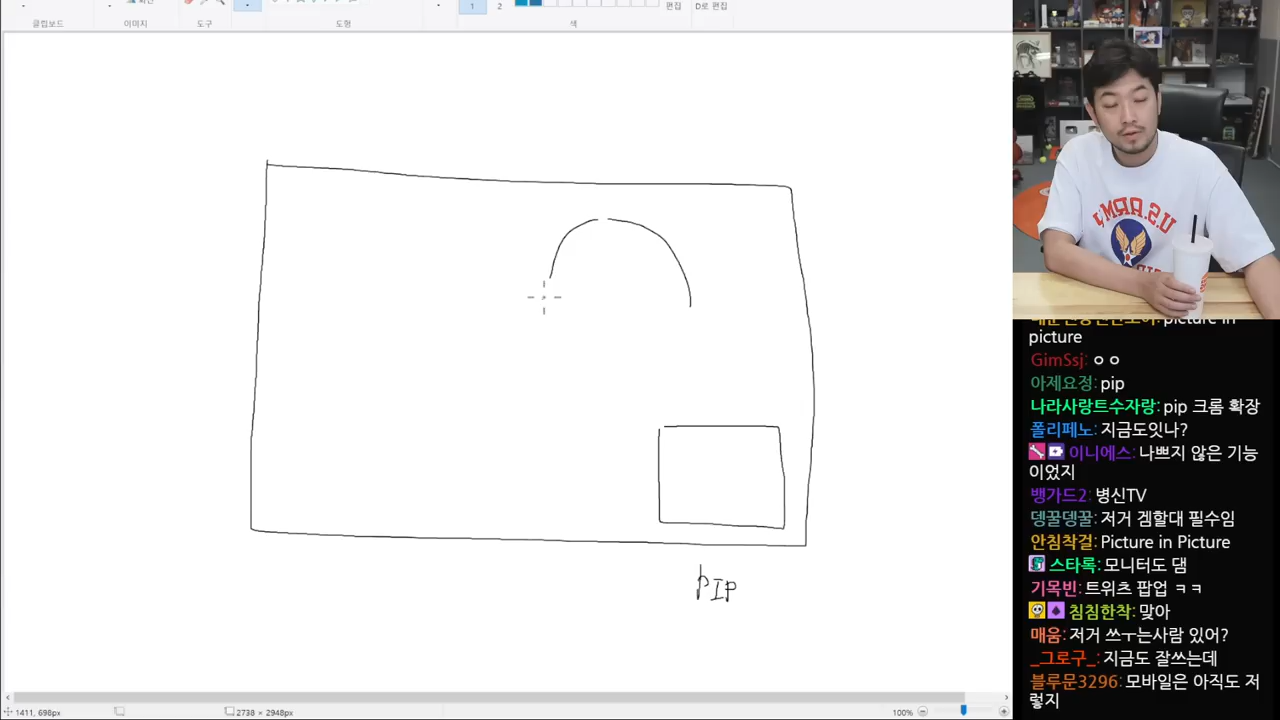 클립보드
이미지
도구
도형
1
2
색
편집
D로 편집
U.S. ARMY
PIP
picture in
picture
GimSsj: ㅇㅇ
아제요정: pip
나라사랑트수자랑: pip 크롬 확장
폴리페노: 지금도잇나?
이니에스: 나쁘지 않은 기능
이었지
뱅가드2: 병신TV
뎅꿀뎅꿀: 저거 겜할대 필수임
안침착걸: Picture in Picture
스타록: 모니터도 댐
기목빈: 트위츠 팝업 ㅋㅋ
침침한착: 맞아
매움: 저거 쓰ㅜ는사람 있어?
_그로구_: 지금도 잘쓰는데
블루문3296: 모바일은 아직도 저
렇지
1411, 698px
2738 × 2948px
100%